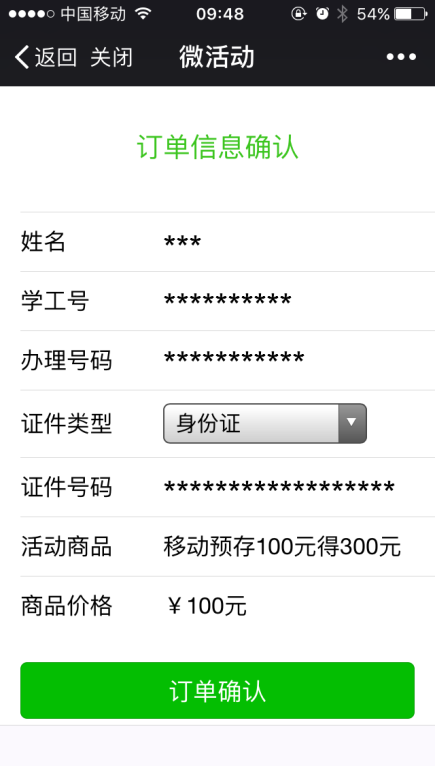 中国移动 09:48 54%
返回 关闭 微活动
订单信息确认
姓名 ***
学工号 **********
办理号码 ***********
证件类型 身份证
证件号码 ******************
活动商品 移动预存100元得300元
商品价格 ￥100元
订单确认